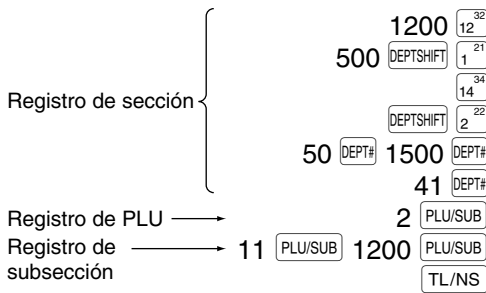 1200 12 32
500 DEPTSHIFT 1 21
14 34
Registro de sección
DEPTSHIFT 2 22
50 DEPT# 1500 DEPT#
41 DEPT#
Registro de PLU 2 PLU/SUB
Registro de subsección 11 PLU/SUB 1200 PLU/SUB
TL/NS